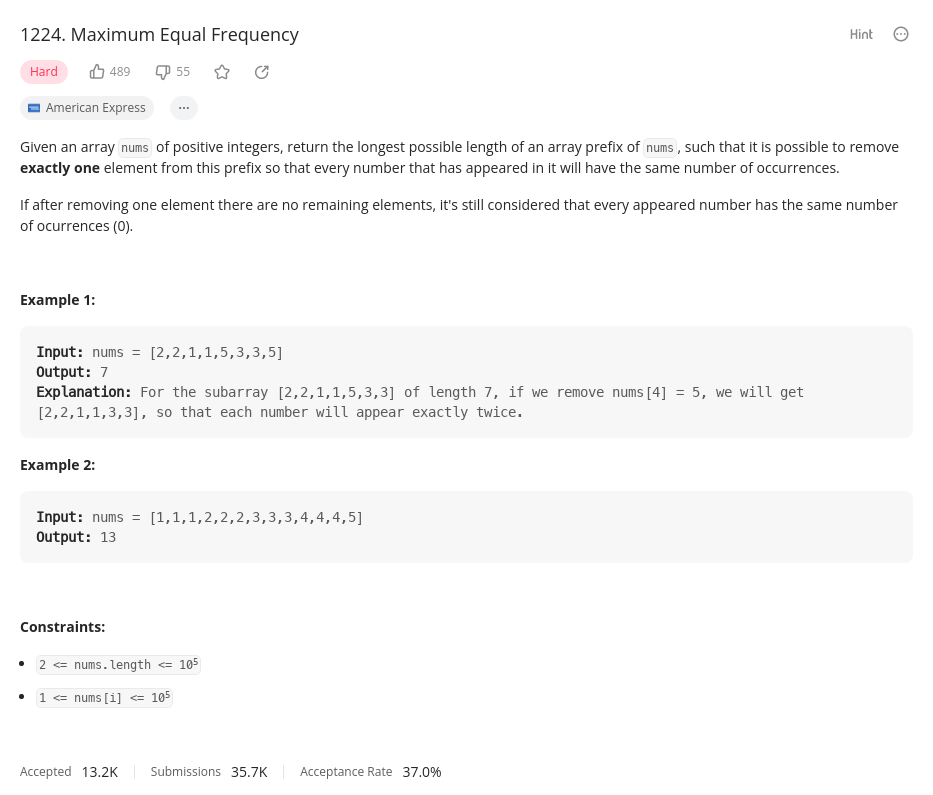 1224. Maximum Equal Frequency
Hint
Hard 489 55
American Express ...
Given an array nums of positive integers, return the longest possible length of an array prefix of nums, such that it is possible to remove
exactly one element from this prefix so that every number that has appeared in it will have the same number of occurrences.
If after removing one element there are no remaining elements, it's still considered that every appeared number has the same number
of ocurrences (0).
Example 1:
Input: nums = [2,2,1,1,5,3,3,5]
Output: 7
Explanation: For the subarray [2,2,1,1,5,3,3] of length 7, if we remove nums[4] = 5, we will get
[2,2,1,1,3,3], so that each number will appear exactly twice.
Example 2:
Input: nums = [1,1,1,2,2,2,3,3,3,4,4,4,5]
Output: 13
Constraints:
• 2 <= nums.length <= 10⁵
• 1 <= nums[i] <= 10⁵
Accepted 13.2K Submissions 35.7K Acceptance Rate 37.0%